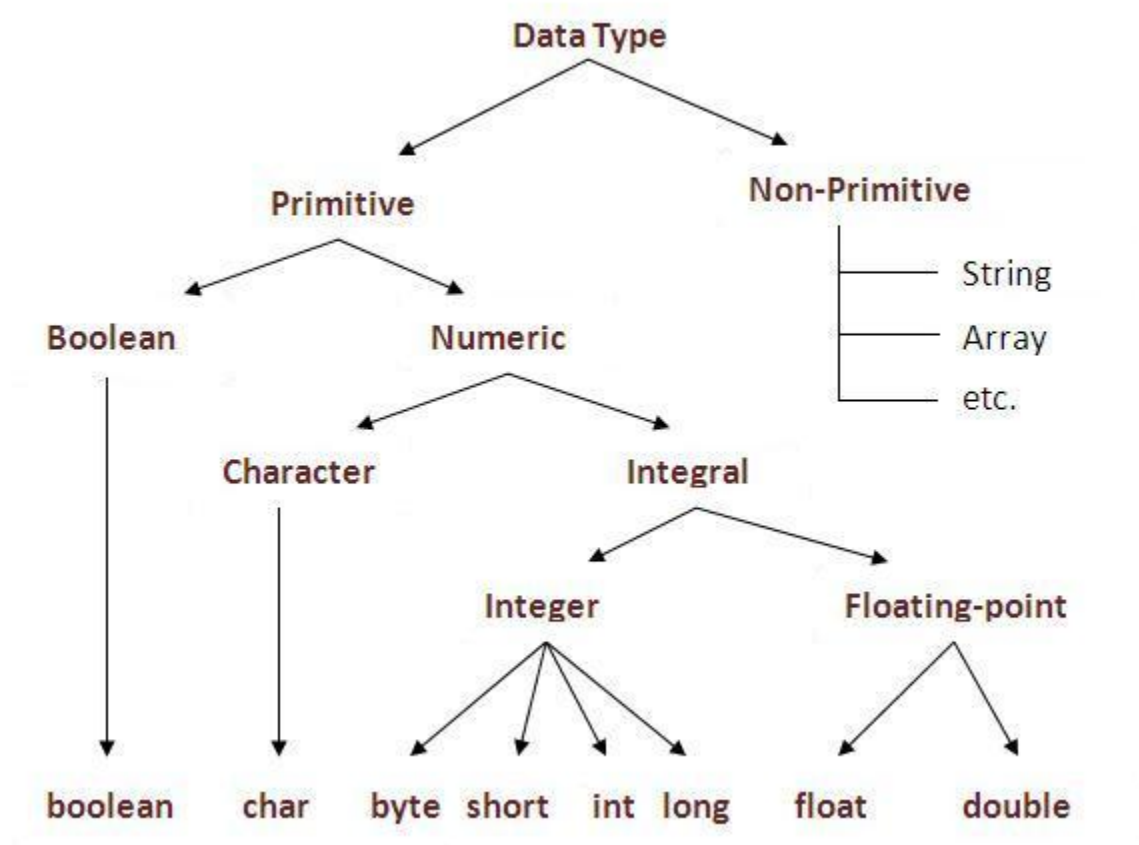 Data Type
Primitive
Non-Primitive
String
Array
etc.
Boolean
Numeric
Character
Integral
Integer
Floating-point
boolean char byte short int long float double